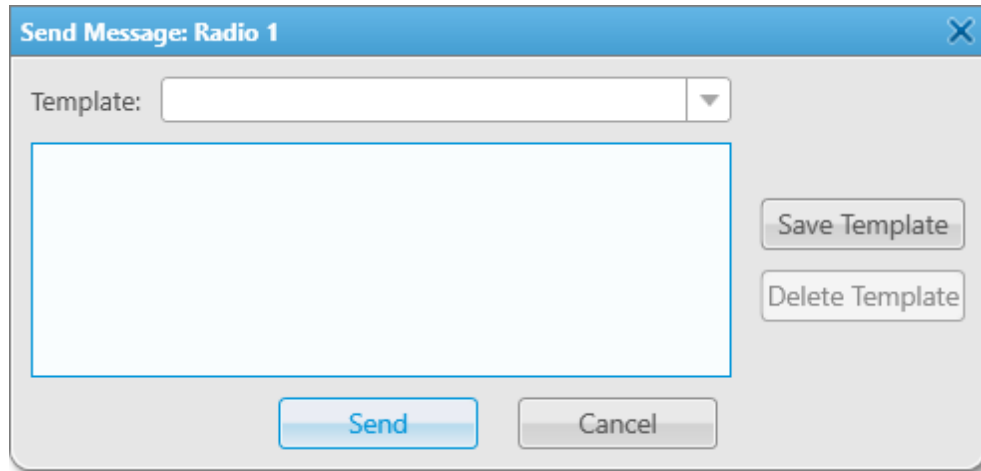 Send Message: Radio 1
Template:
Save Template
Delete Template
Send
Cancel